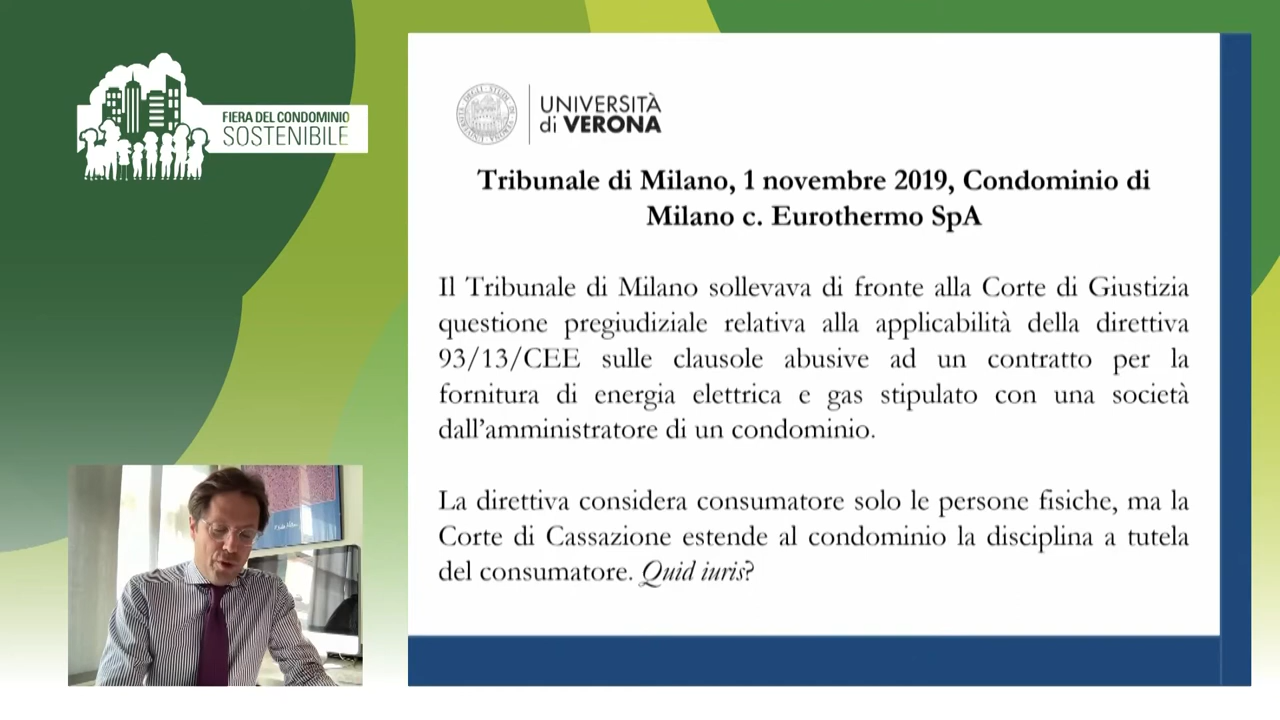 FIERA DEL CONDOMINIO
SOSTENIBILE
UNIVERSITÀ
di VERONA
Tribunale di Milano, 1 novembre 2019, Condominio di
Milano c. Eurothermo SpA
Il Tribunale di Milano sollevava di fronte alla Corte di Giustizia
questione pregiudiziale relativa alla applicabilità della direttiva
93/13/CEE sulle clausole abusive ad un contratto per la
fornitura di energia elettrica e gas stipulato con una società
dall’amministratore di un condominio.
La direttiva considera consumatore solo le persone fisiche, ma la
Corte di Cassazione estende al condominio la disciplina a tutela
del consumatore. Quid iuris?